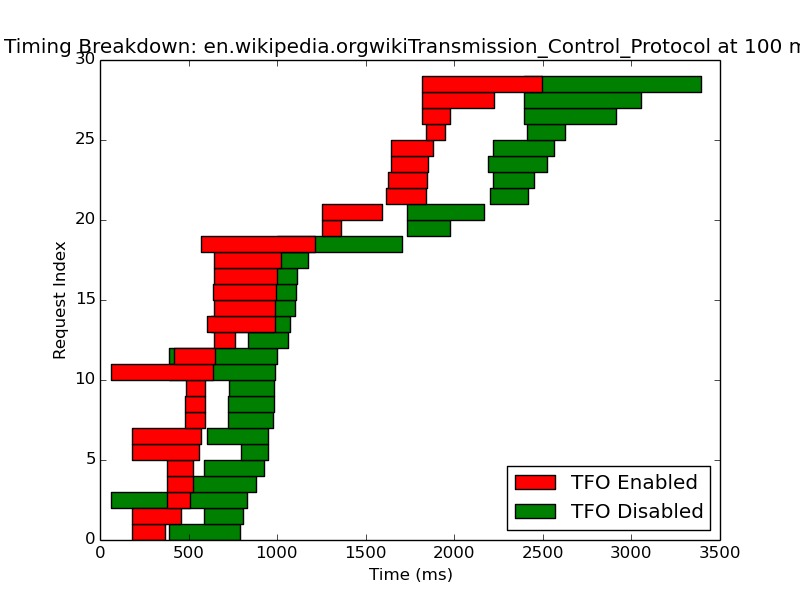 Timing Breakdown: en.wikipedia.orgwikiTransmission_Control_Protocol at 100 m
30
25
20
15
10
5
0
Request Index
0 500 1000 1500 2000 2500 3000 3500
Time (ms)
TFO Enabled
TFO Disabled